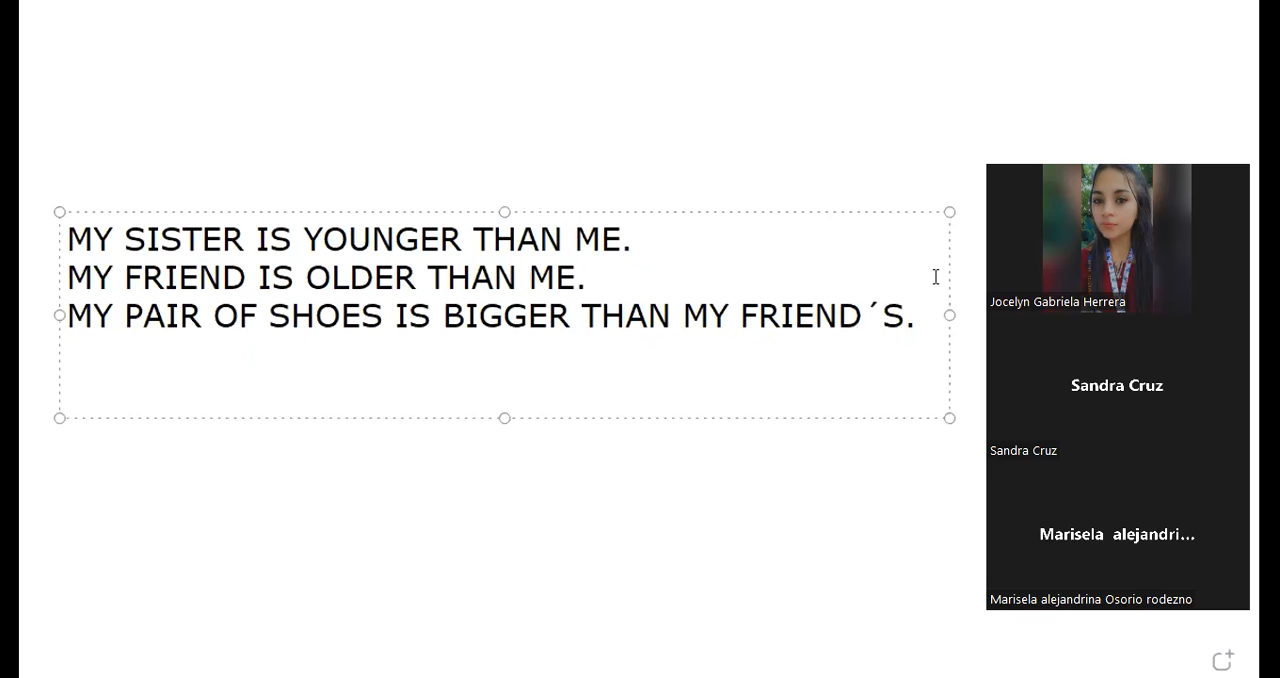 MY SISTER IS YOUNGER THAN ME.
MY FRIEND IS OLDER THAN ME.
MY PAIR OF SHOES IS BIGGER THAN MY FRIEND´S.
Jocelyn Gabriela Herrera
Sandra Cruz
Sandra Cruz
Marisela alejandri...
Marisela alejandrina Osorio rodezno